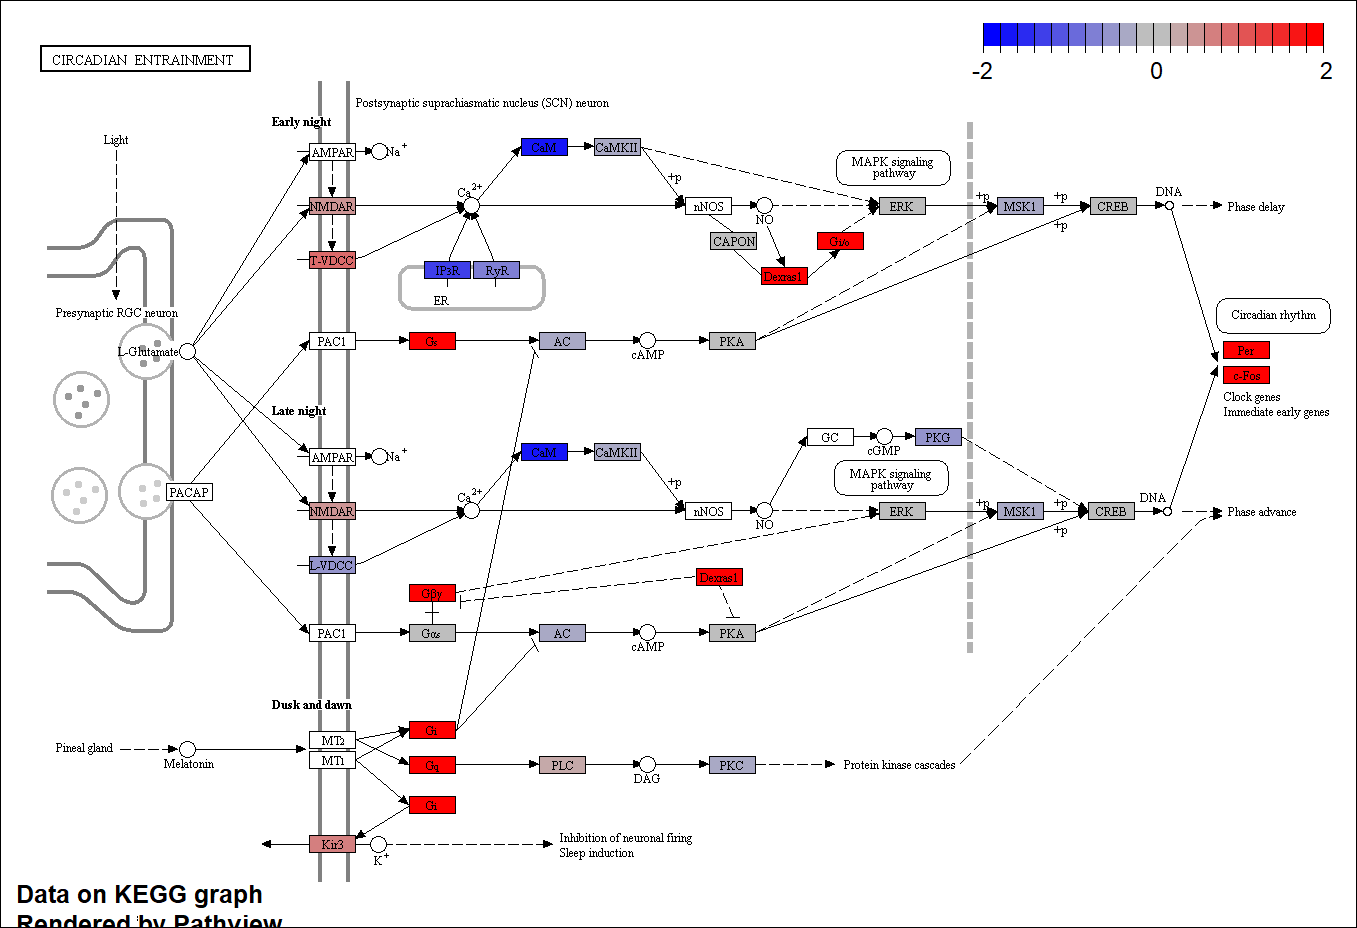 CIRCADIAN ENTRAINMENT
-2 0 2
Postsynaptic suprachiasmatic nucleus (SCN) neuron
Early night
Light
AMPAR
Na+
CaM
CaMKII
MAPK signaling
pathway
+p
NMDAR
Ca2+
nNOS
NO
ERK
+p
MSK1
+p
CREB
DNA
Phase delay
+p
CAPON
Gi/o
T-VDCC
IP3R
RyR
Dexras1
ER
Presynaptic RGC neuron
Circadian rhythm
L-Glutamate
PAC1
Gs
AC
cAMP
PKA
Per
c-Fos
Clock genes
Immediate early genes
Late night
AMPAR
Na+
CaM
CaMKII
GC
cGMP
PKG
MAPK signaling
pathway
+p
PACAP
NMDAR
Ca2+
nNOS
NO
ERK
+p
MSK1
+p
CREB
DNA
Phase advance
+p
L-VDCC
Gβγ
Dexras1
PAC1
Gαs
AC
cAMP
PKA
Dusk and dawn
Gi
Pineal gland
Melatonin
MT2
MT1
Gq
PLC
DAG
PKC
Protein kinase cascades
Gi
Kir3
K+
Inhibition of neuronal firing
Sleep induction
Data on KEGG graph
Rendered by Pathview